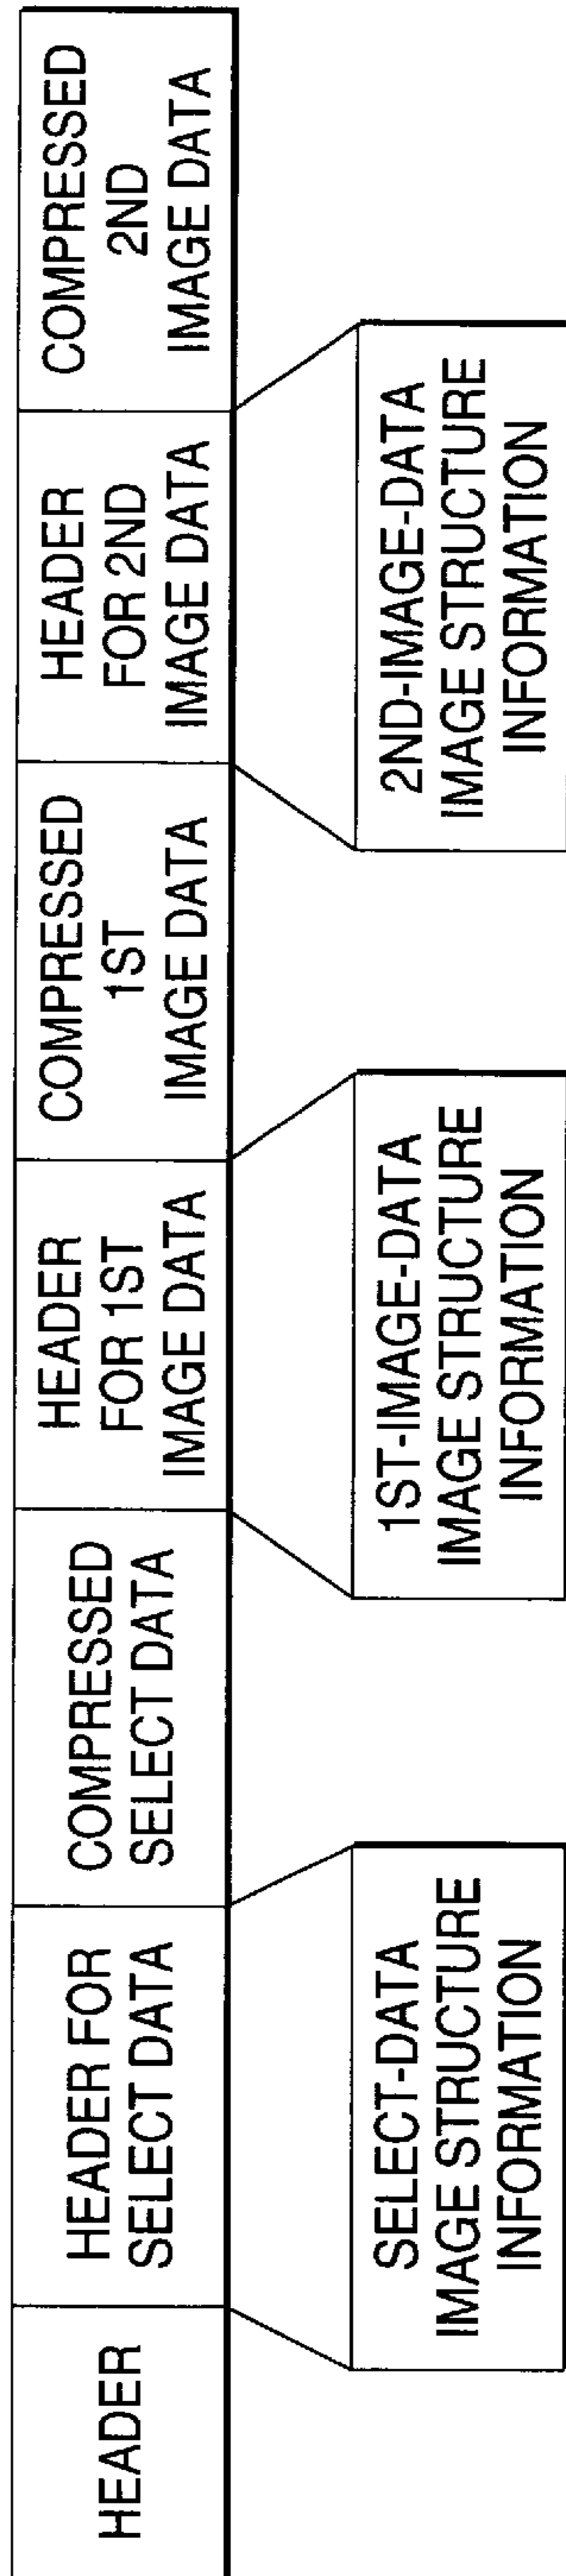 HEADER
HEADER FOR
SELECT DATA
COMPRESSED
SELECT DATA
HEADER
FOR 1ST
IMAGE DATA
COMPRESSED
1ST
IMAGE DATA
HEADER
FOR 2ND
IMAGE DATA
COMPRESSED
2ND
IMAGE DATA
SELECT-DATA
IMAGE STRUCTURE
INFORMATION
1ST-IMAGE-DATA
IMAGE STRUCTURE
INFORMATION
2ND-IMAGE-DATA
IMAGE STRUCTURE
INFORMATION